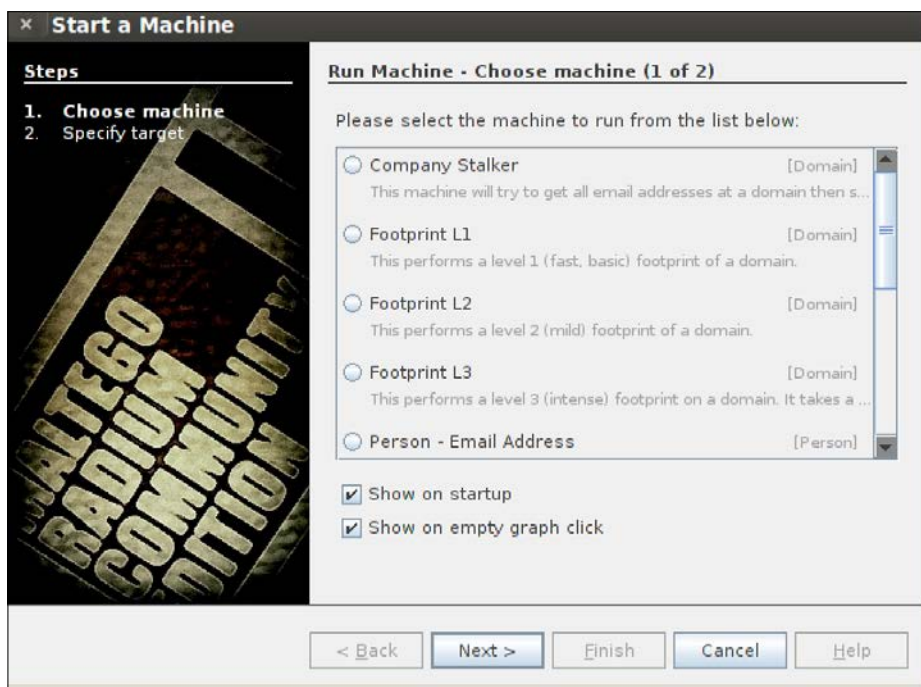 × Start a Machine
Steps
1. Choose machine
2. Specify target
MALTEGO
RADIUM
COMMUNITY
EDITION
Run Machine - Choose machine (1 of 2)
Please select the machine to run from the list below:
Company Stalker [Domain]
This machine will try to get all email addresses at a domain then s...
Footprint L1 [Domain]
This performs a level 1 (fast, basic) footprint of a domain.
Footprint L2 [Domain]
This performs a level 2 (mild) footprint of a domain.
Footprint L3 [Domain]
This performs a level 3 (intense) footprint on a domain. It takes a ...
Person - Email Address [Person]
Show on startup
Show on empty graph click
< Back Next > Finish Cancel Help